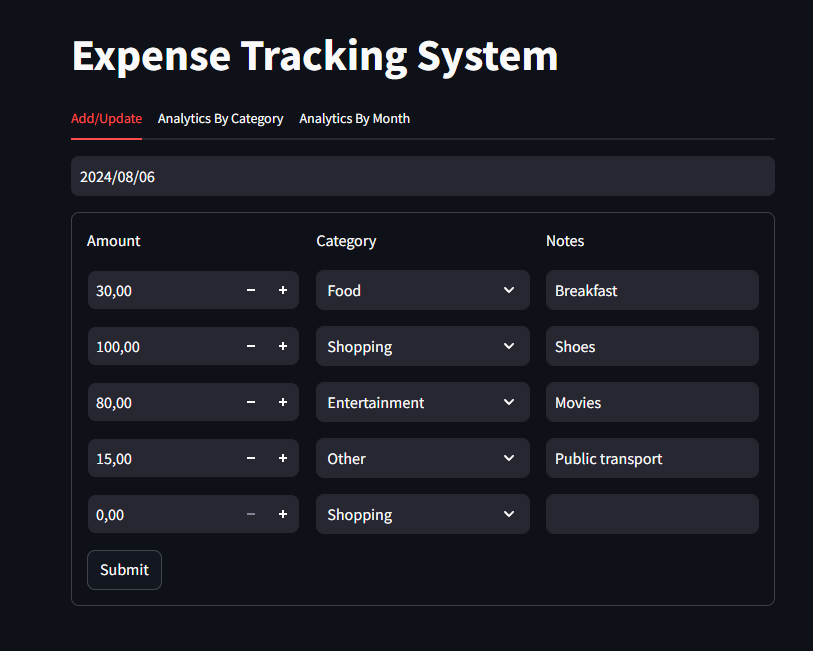 Expense Tracking System
Add/Update Analytics By Category Analytics By Month
2024/08/06
Amount Category Notes
30,00 Food Breakfast
100,00 Shopping Shoes
80,00 Entertainment Movies
15,00 Other Public transport
0,00 Shopping
Submit